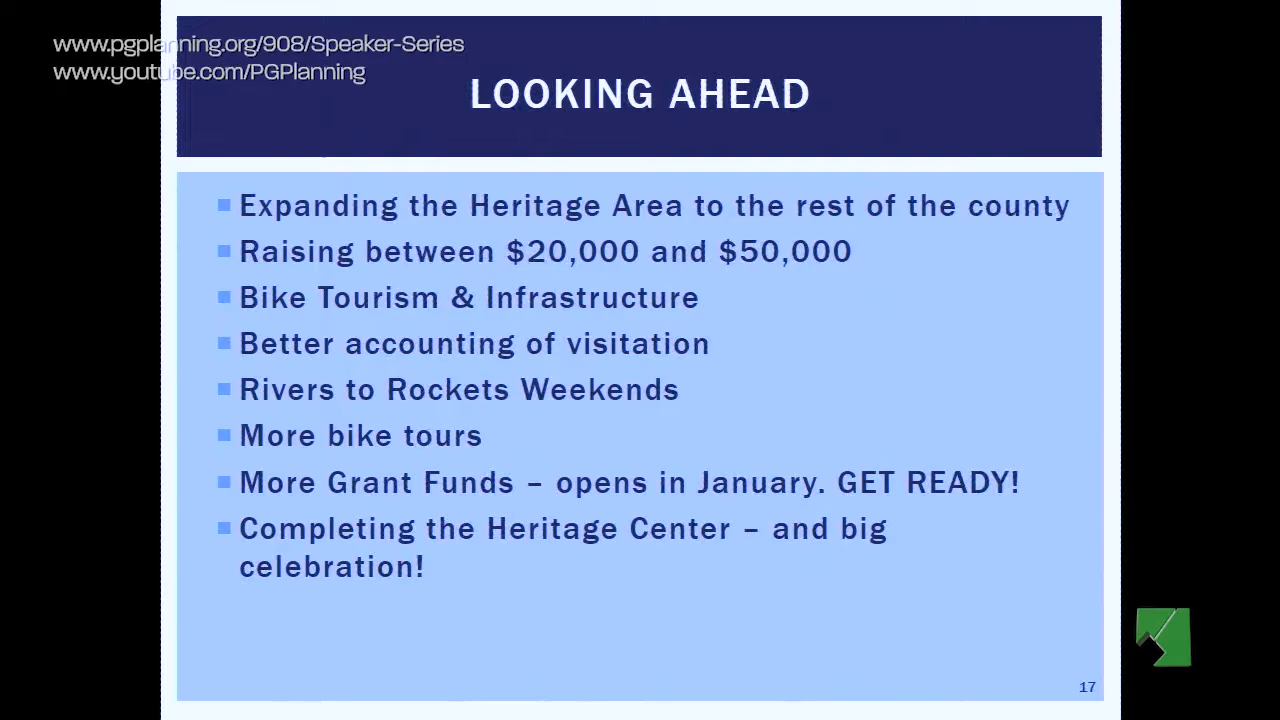 www.pgplanning.org/908/Speaker-Series
www.youtube.com/PGPlanning
LOOKING AHEAD
Expanding the Heritage Area to the rest of the county
Raising between $20,000 and $50,000
Bike Tourism & Infrastructure
Better accounting of visitation
Rivers to Rockets Weekends
More bike tours
More Grant Funds – opens in January. GET READY!
Completing the Heritage Center – and big
celebration!
17